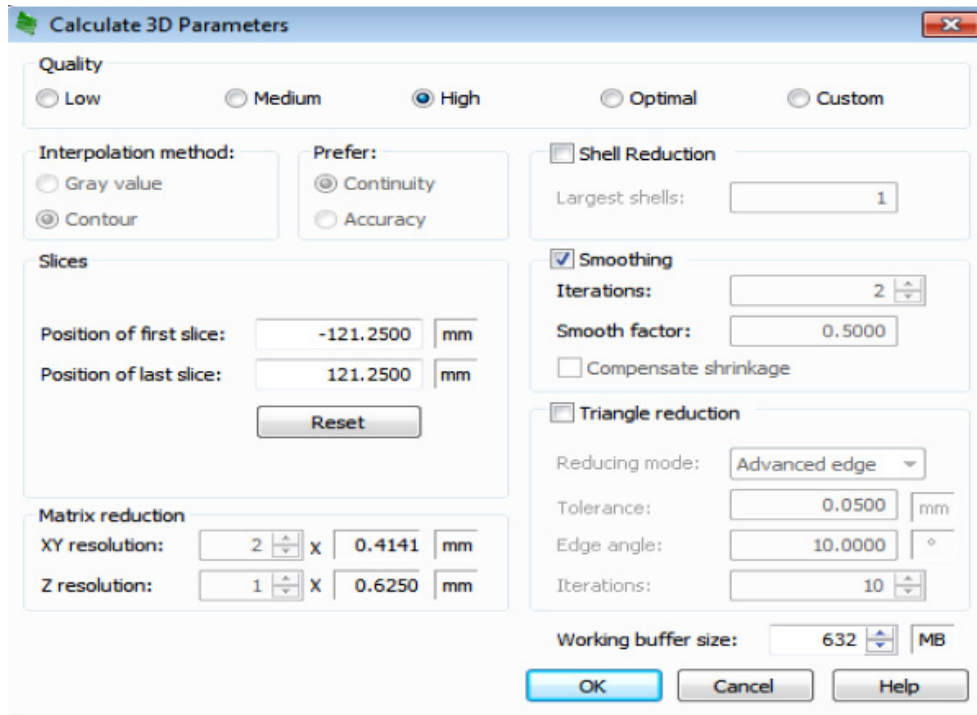 Calculate 3D Parameters
Quality
Low Medium High Optimal Custom
Interpolation method:
Gray value
Contour
Prefer:
Continuity
Accuracy
Shell Reduction
Largest shells: 1
Slices
Position of first slice: -121.2500 mm
Position of last slice: 121.2500 mm
Reset
Smoothing
Iterations: 2
Smooth factor: 0.5000
Compensate shrinkage
Matrix reduction
XY resolution: 2 X 0.4141 mm
Z resolution: 1 X 0.6250 mm
Triangle reduction
Reducing mode: Advanced edge
Tolerance: 0.0500 mm
Edge angle: 10.0000 °
Iterations: 10
Working buffer size: 632 MB
OK Cancel Help